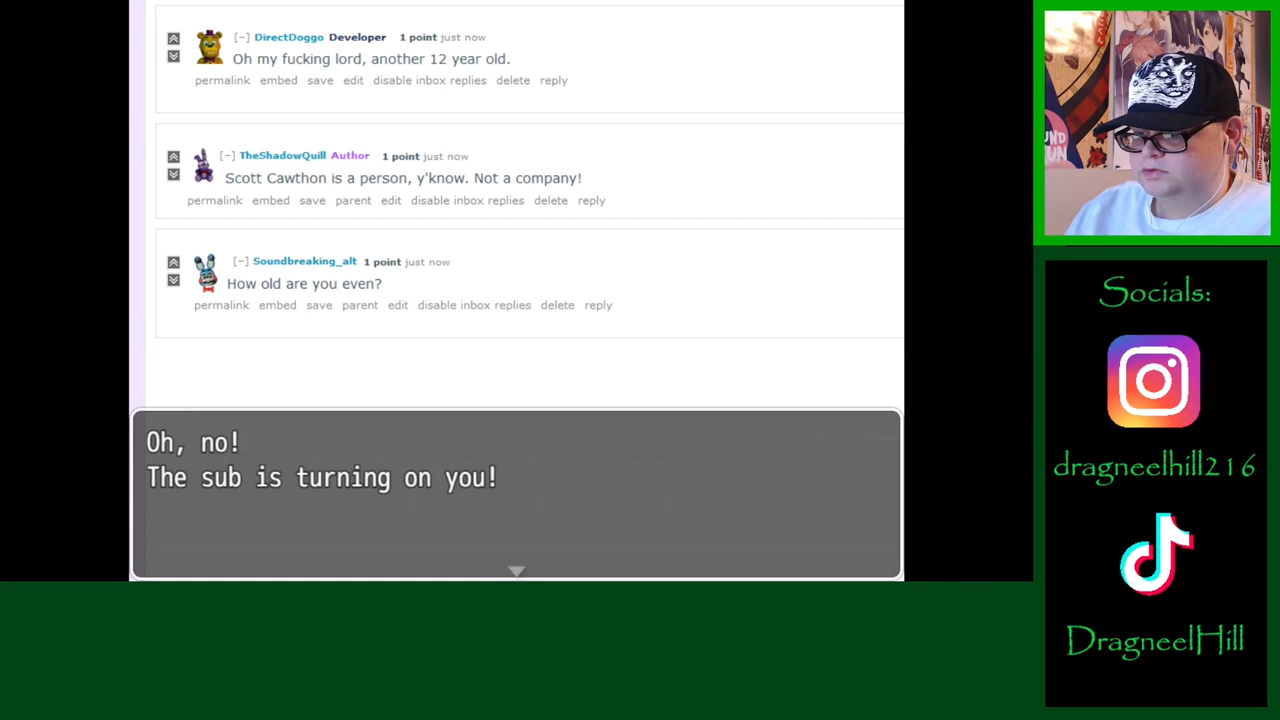 [−] DirectDoggo Developer 1 point just now
Oh my fucking lord, another 12 year old.
permalink embed save edit disable inbox replies delete reply
[−] TheShadowQuill Author 1 point just now
Scott Cawthon is a person, y'know. Not a company!
permalink embed save parent edit disable inbox replies delete reply
[−] Soundbreaking_alt 1 point just now
How old are you even?
permalink embed save parent edit disable inbox replies delete reply
Oh, no!
The sub is turning on you!
Socials:
dragneelhill216
DragneelHill